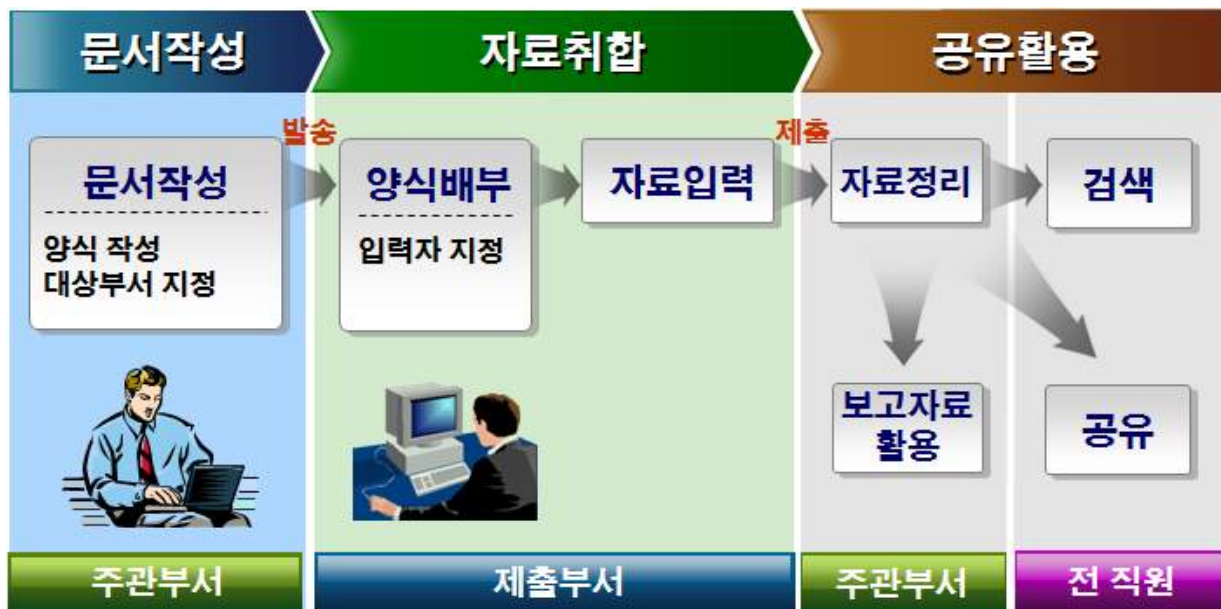 문서작성
자료취합
공유활용
발송
제출
문서작성
양식 작성
대상부서 지정
양식배부
입력자 지정
자료입력
자료정리
검색
보고자료
활용
공유
주관부서
제출부서
주관부서
전 직원